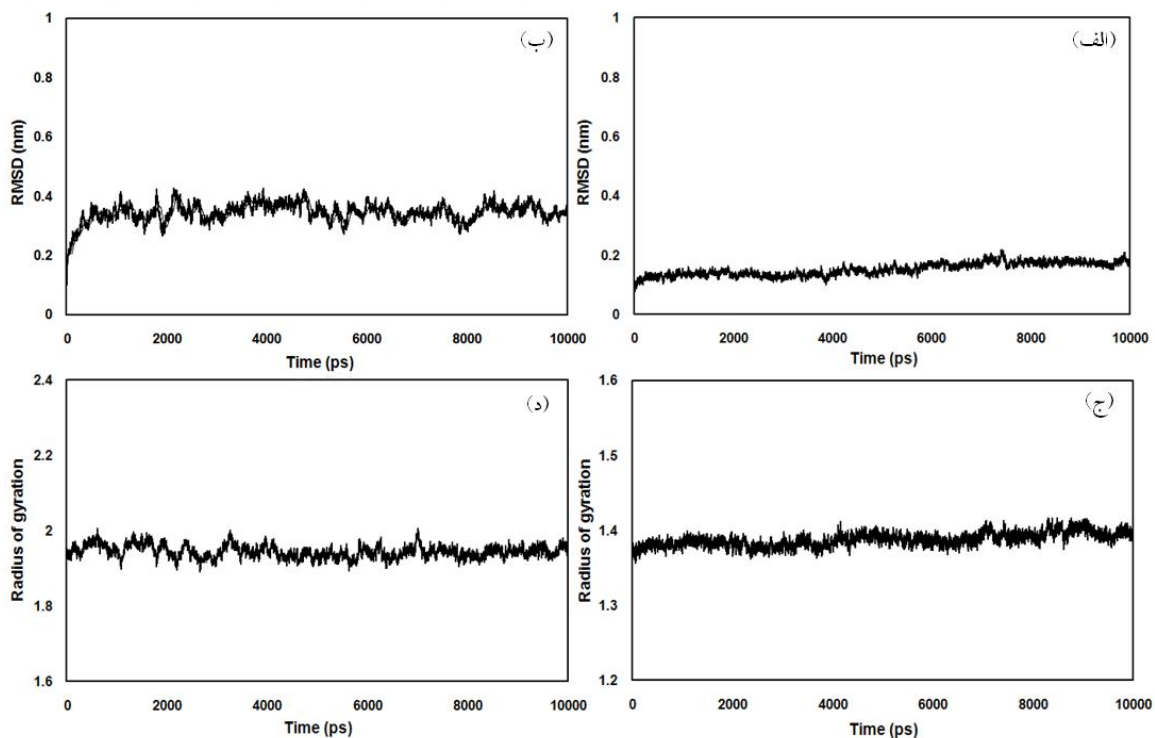 1
0.8
0.6
0.4
0.2
0
RMSD (nm)
0 2000 4000 6000 8000 10000
Time (ps)
(ب)
1
0.8
0.6
0.4
0.2
0
RMSD (nm)
0 2000 4000 6000 8000 10000
Time (ps)
(الف)
2.4
2.2
2
1.8
1.6
Radius of gyration
0 2000 4000 6000 8000 10000
Time (ps)
(د)
1.6
1.5
1.4
1.3
1.2
Radius of gyration
0 2000 4000 6000 8000 10000
Time (ps)
(ج)